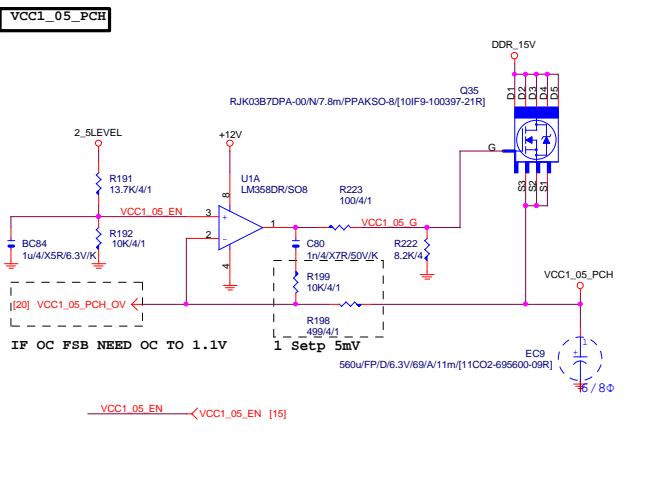 VCC1_05_PCH
DDR_15V
Q35
RJK03B7DPA-00/N/7.8m/PPAKSO-8/[10IF9-100397-21R]
D1
D2
D3
D4
D5
G
S3
S2
S1
2_5LEVEL
+12V
R191
13.7K/4/1
U1A
LM358DR/SO8
8
R223
100/4/1
VCC1_05_EN
3
+
1
VCC1_05_G
2
-
4
R192
10K/4/1
BC84
1u/4/X5R/6.3V/K
C80
1n/4/X7R/50V/K
R222
8.2K/4
R199
10K/4/1
VCC1_05_PCH
[20] VCC1_05_PCH_OV
R198
499/4/1
IF OC FSB NEED OC TO 1.1V
1 Setp 5mV
1
+
EC9
560u/FP/D/6.3V/69/A/11m/[11CO2-695600-09R]
6/8Φ
VCC1_05_EN
VCC1_05_EN [15]